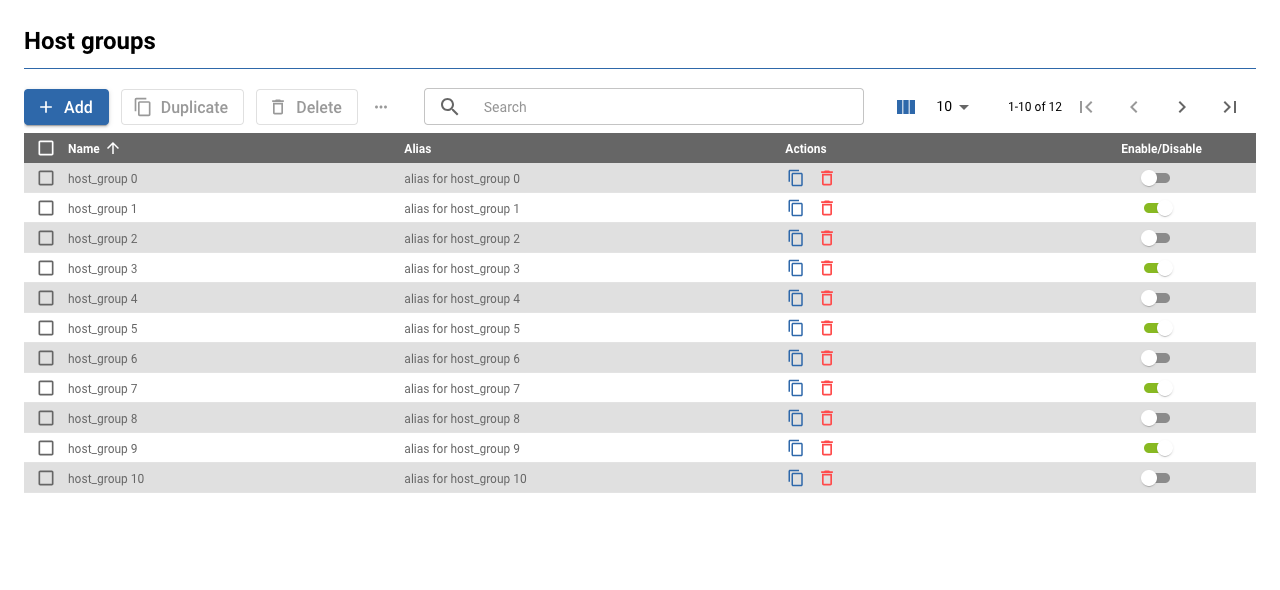 Host groups
Add Duplicate Delete ... Search 10 1-10 of 12
Name Alias Actions Enable/Disable
host_group 0 alias for host_group 0
host_group 1 alias for host_group 1
host_group 2 alias for host_group 2
host_group 3 alias for host_group 3
host_group 4 alias for host_group 4
host_group 5 alias for host_group 5
host_group 6 alias for host_group 6
host_group 7 alias for host_group 7
host_group 8 alias for host_group 8
host_group 9 alias for host_group 9
host_group 10 alias for host_group 10